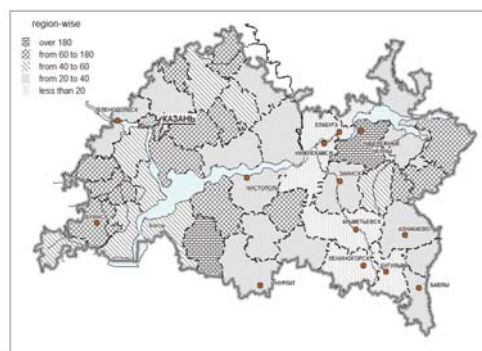 region-wise
over 180
from 60 to 180
from 40 to 60
from 20 to 40
less than 20
ЗЕЛЕНОДОЛЬСК
КАЗАНЬ
ЕЛАБУГА
НИЖНЕКАМСК
ЗАИНСК
ЧИСТОПОЛЬ
АЛЬМЕТЬЕВСК
АЗНАКАЕВО
ЛЕНИНОГОРСК
БУГУЛЬМА
НУРЛАТ
БАВЛЫ